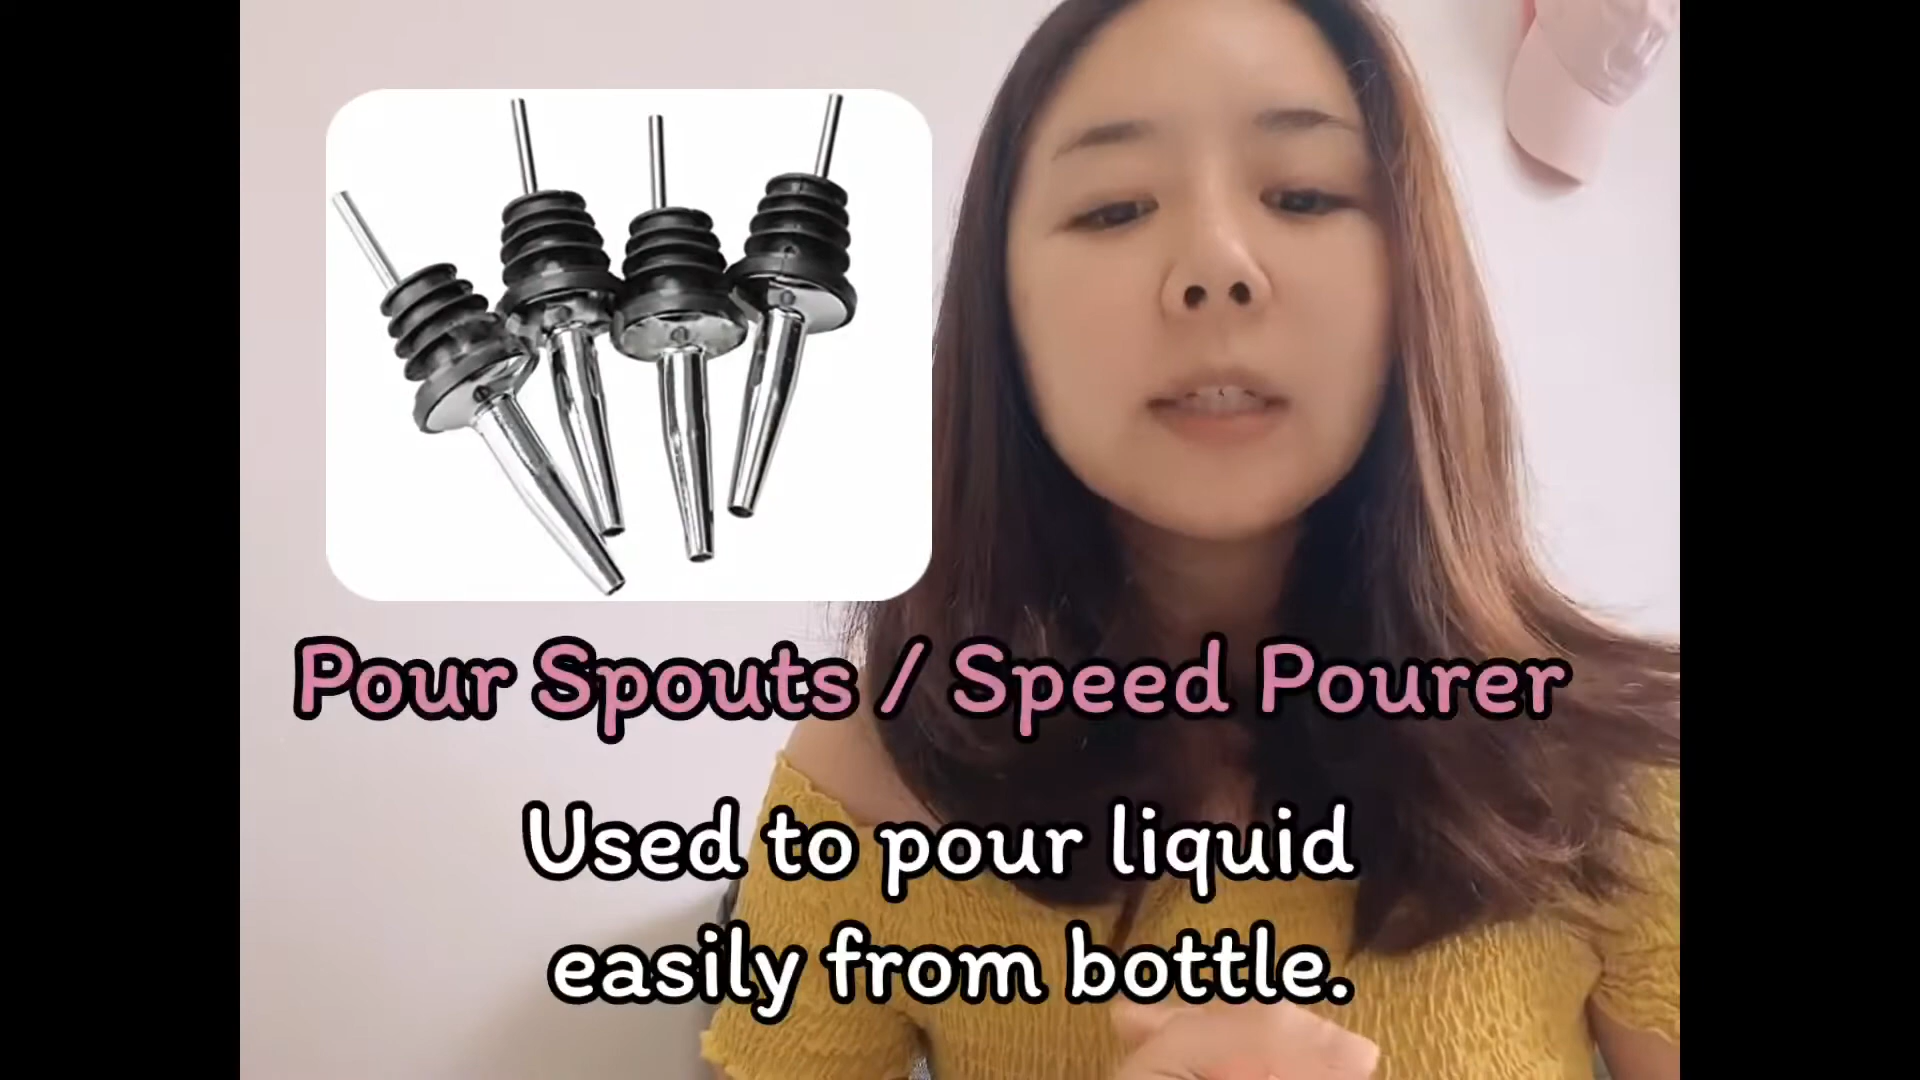 Pour Spouts / Speed Pourer
Used to pour liquid
easily from bottle.